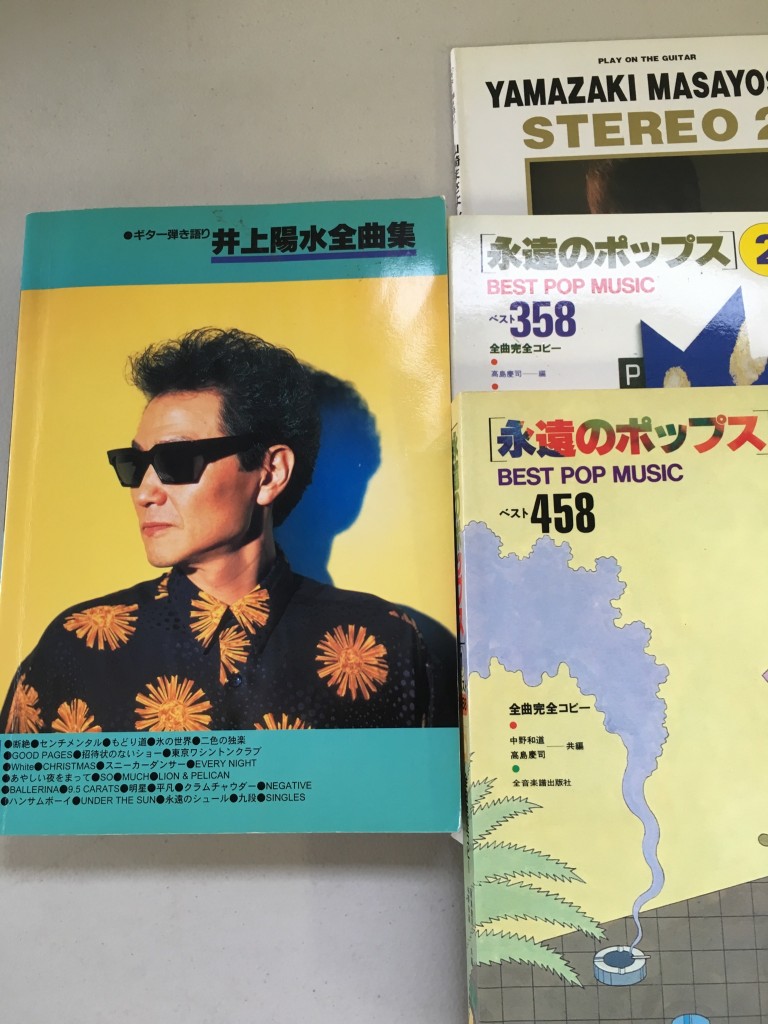 ●ギター弾き語り 井上陽水全曲集
●断絶●センチメンタル●もどり道●氷の世界●二色の独楽
●GOOD PAGES●招待状のないショー●東京ワシントンクラブ
●White●CHRISTMAS●スニーカーダンサー●EVERY NIGHT
●あやしい夜をまって●SO●MUCH●LION & PELICAN
●BALLERINA●9.5 CARATS●明星●平凡●クラムチャウダー●NEGATIVE
●ハンサムボーイ●UNDER THE SUN●永遠のシュール●九段●SINGLES
PLAY ON THE GUITAR
YAMAZAKI MASAYOS
STEREO 2
[永遠のポップス] 2
BEST POP MUSIC
ベスト358
全曲完全コピー
高島慶司──編
P
[永遠のポップス
BEST POP MUSIC
ベスト458
全曲完全コピー
中野和道
高島慶司 ──共編
全音楽譜出版社